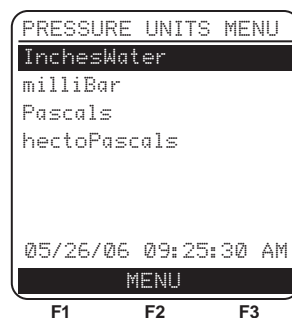 PRESSURE UNITS MENU
InchesWater
milliBar
Pascals
hectoPascals
05/26/06 09:25:30 AM
MENU
F1 F2 F3